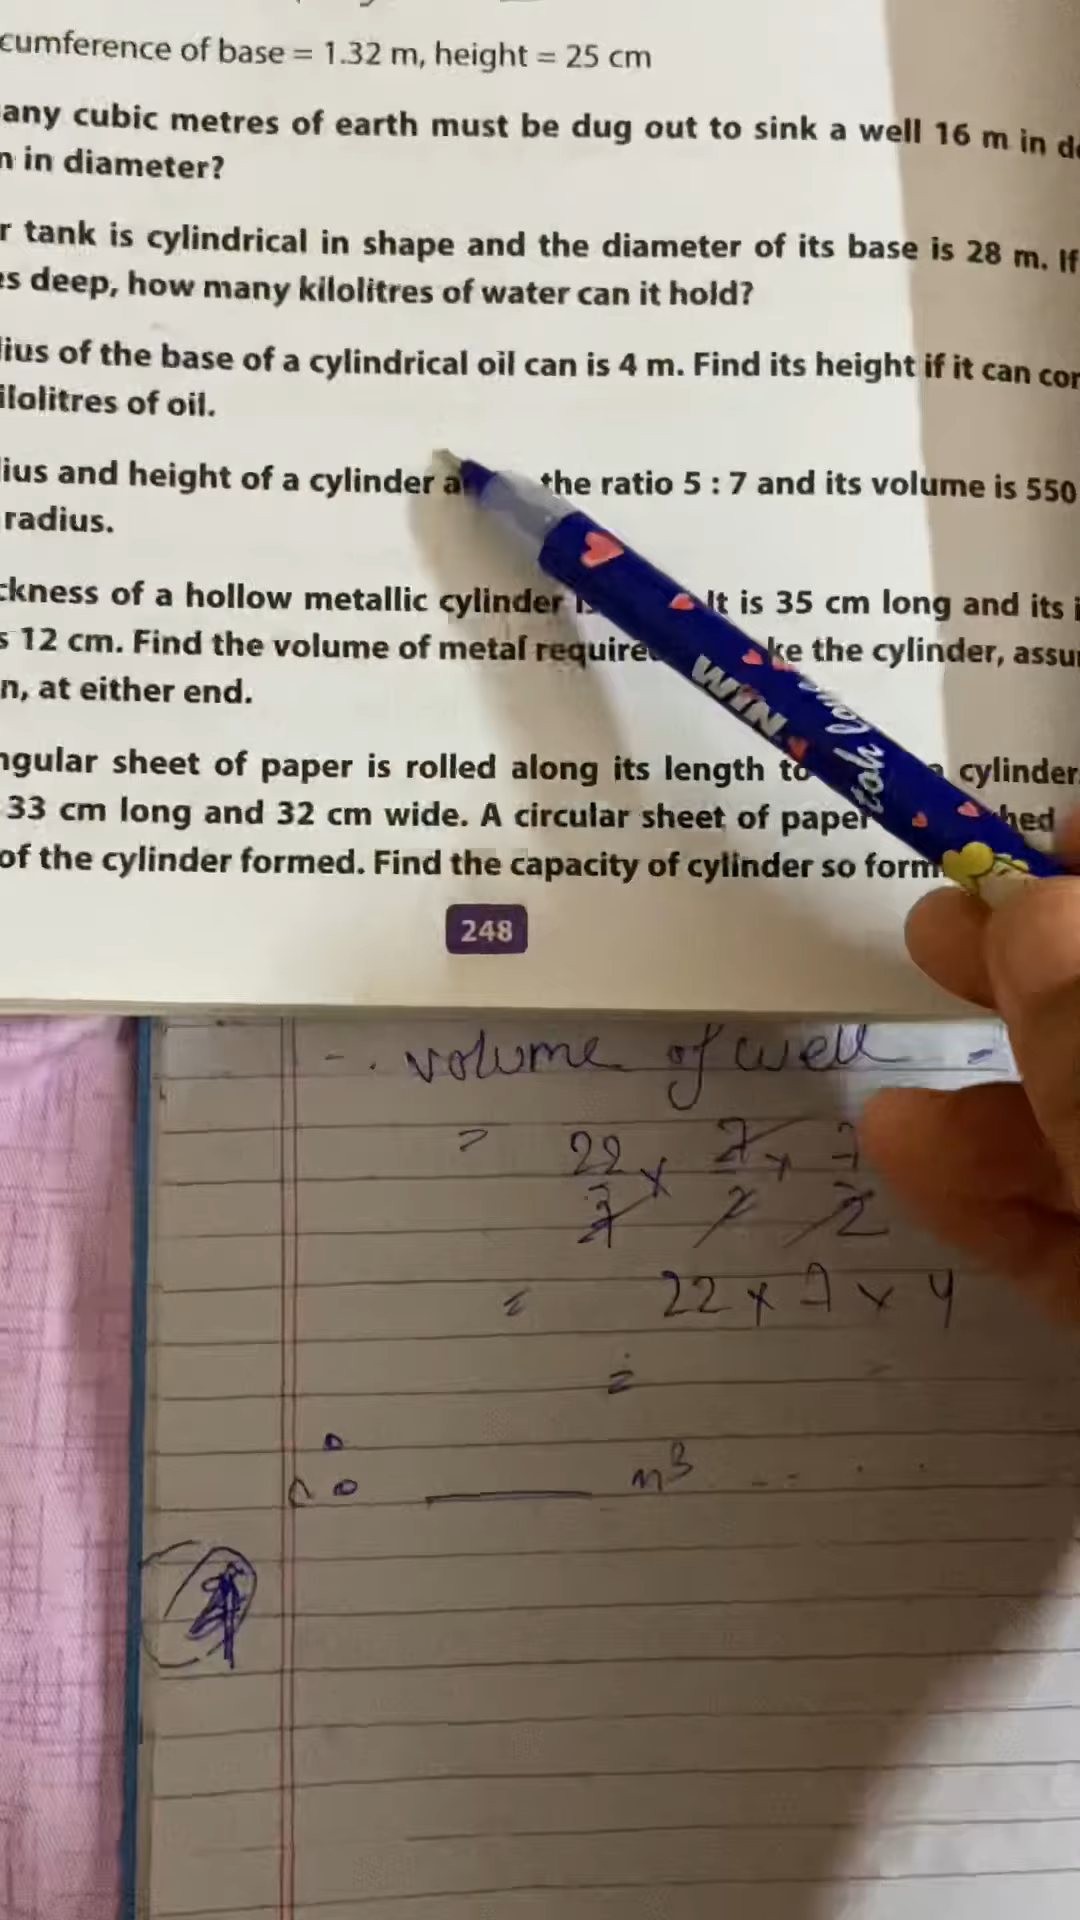 cumference of base = 1.32 m, height = 25 cm
any cubic metres of earth must be dug out to sink a well 16 m in de
n in diameter?
r tank is cylindrical in shape and the diameter of its base is 28 m. If
es deep, how many kilolitres of water can it hold?
lius of the base of a cylindrical oil can is 4 m. Find its height if it can con
ilolitres of oil.
lius and height of a cylinder a the ratio 5 : 7 and its volume is 550
radius.
ckness of a hollow metallic cylinder It is 35 cm long and its i
s 12 cm. Find the volume of metal require ke the cylinder, assu
n, at either end.
ngular sheet of paper is rolled along its length to cylinder
33 cm long and 32 cm wide. A circular sheet of paper hed
of the cylinder formed. Find the capacity of cylinder so form
WIN
you
248
volume of well -
= 22/7 x 7/2 x 7/2
= 22 x 7 x 4
=
m³